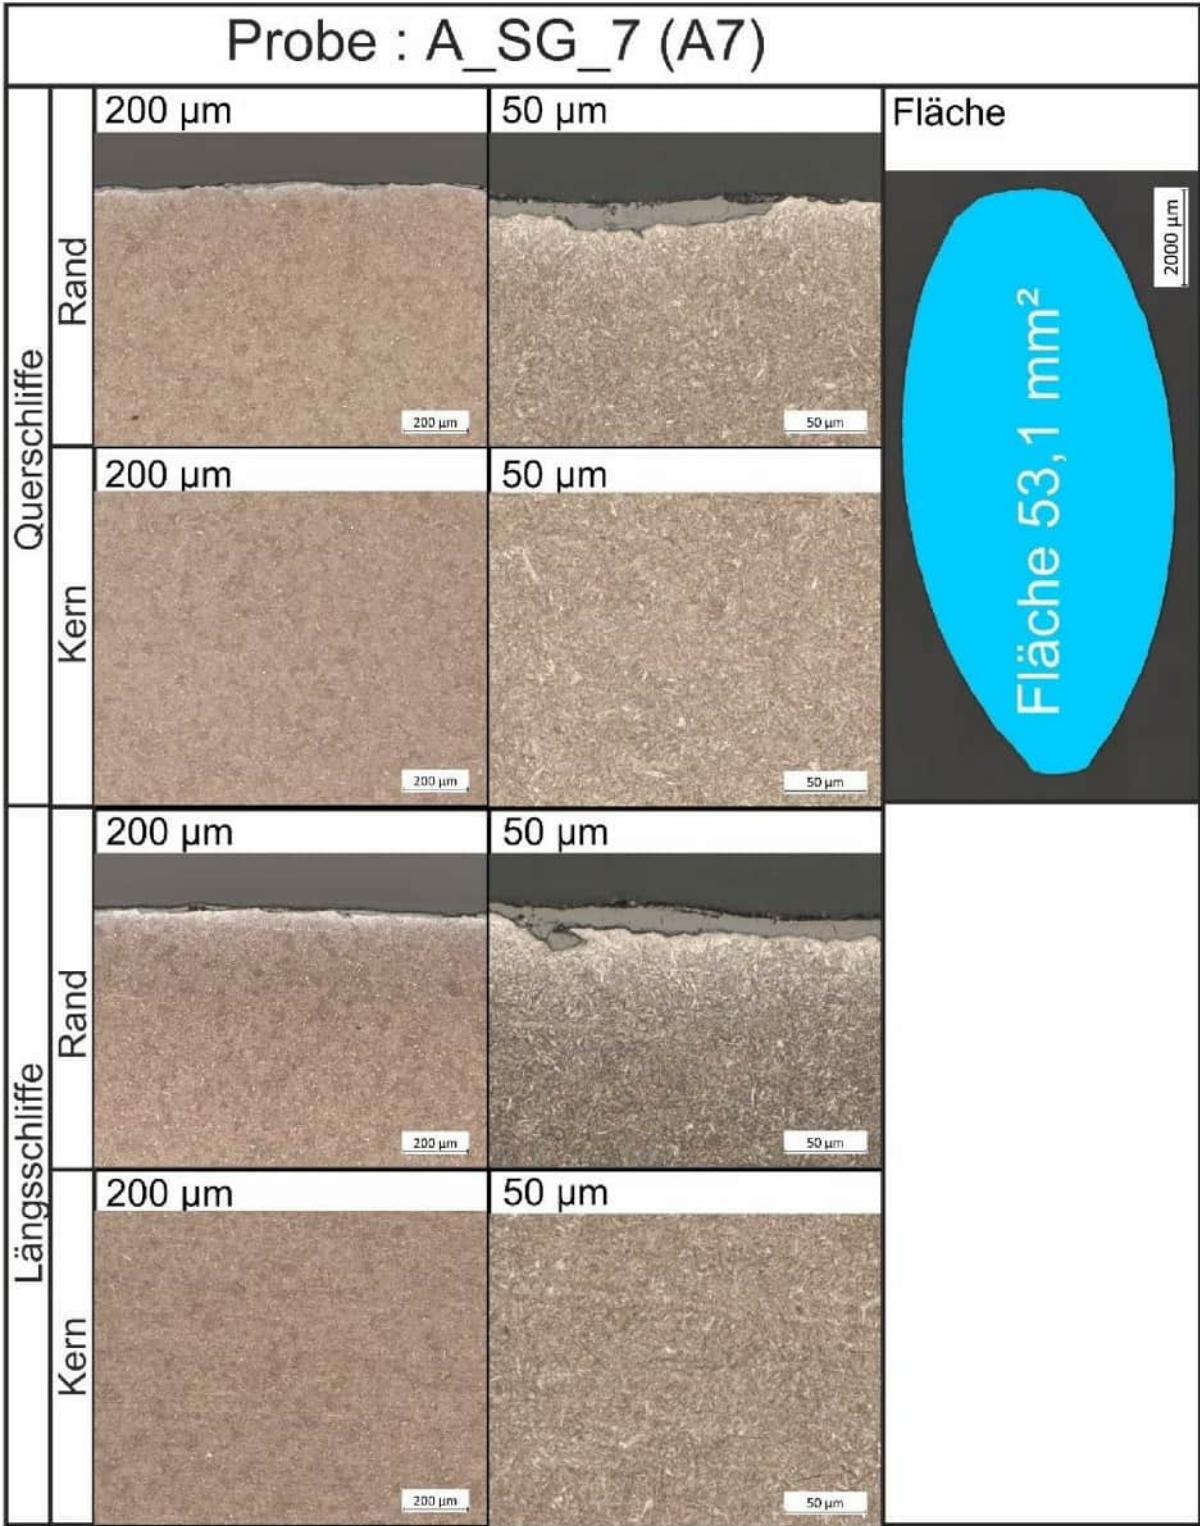 Probe : A_SG_7 (A7)
Querschliffe
Rand
200 µm
200 µm
50 µm
50 µm
Fläche
2000 µm
Fläche 53,1 mm²
Kern
200 µm
200 µm
50 µm
50 µm
Längsschliffe
Rand
200 µm
200 µm
50 µm
50 µm
Kern
200 µm
200 µm
50 µm
50 µm